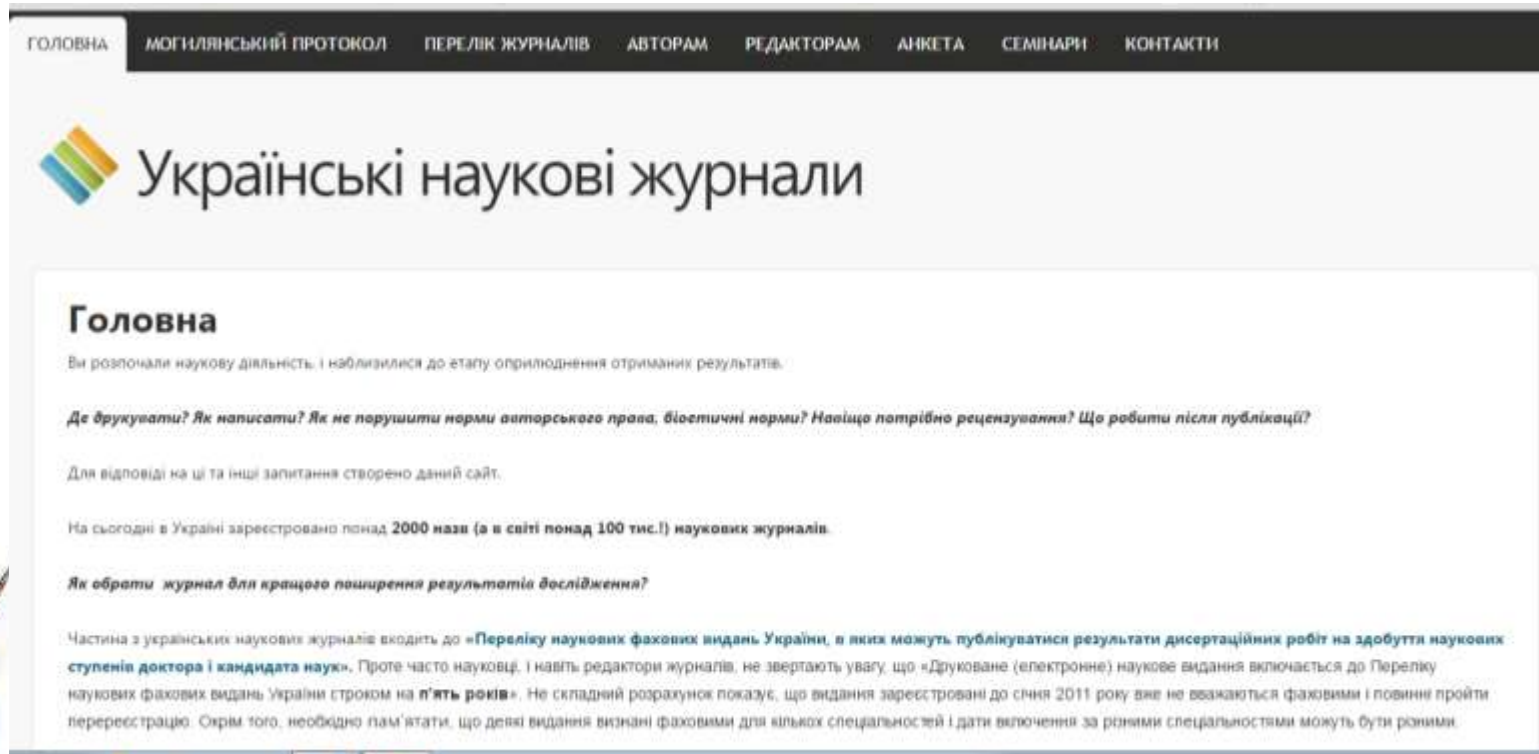 ГОЛОВНА МОГИЛЯНСЬКИЙ ПРОТОКОЛ ПЕРЕЛІК ЖУРНАЛІВ АВТОРАМ РЕДАКТОРАМ АНКЕТА СЕМІНАРИ КОНТАКТИ
Українські наукові журнали
Головна
Ви розпочали наукову діяльність, і наблизилися до етапу оприлюднення отриманих результатів.
Де друкувати? Як написати? Як не порушити норми авторського права, біоетичні норми? Навіщо потрібно рецензування? Що робити після публікації?
Для відповіді на ці та інші запитання створено даний сайт.
На сьогодні в Україні зареєстровано понад 2000 назв (а в світі понад 100 тис.!) наукових журналів.
Як обрати журнал для кращого поширення результатів дослідження?
Частина з українських наукових журналів входить до «Переліку наукових фахових видань України, в яких можуть публікуватися результати дисертаційних робіт на здобуття наукових
ступенів доктора і кандидата наук». Проте часто науковці, і навіть редактори журналів, не звертають увагу, що «Друковане (електронне) наукове видання включається до Переліку
наукових фахових видань України строком на п'ять років». Не складний розрахунок показує, що видання зареєстровані до січня 2011 року вже не вважаються фаховими і повинні пройти
перереєстрацію. Окрім того, необхідно пам'ятати, що деякі видання визнані фаховими для кількох спеціальностей і дати включення за різними спеціальностями можуть бути різними.